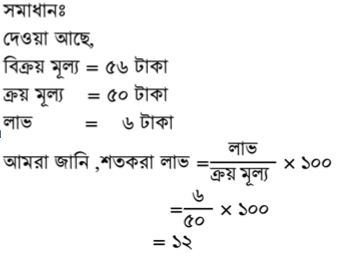 সমাধানঃ
দেওয়া আছে,
বিক্রয় মূল্য = ৫৬ টাকা
ক্রয় মূল্য = ৫০ টাকা
লাভ = ৬ টাকা
আমরা জানি ,শতকরা লাভ = লাভ/ক্রয় মূল্য × ১০০
= ৬/৫০ × ১০০
= ১২